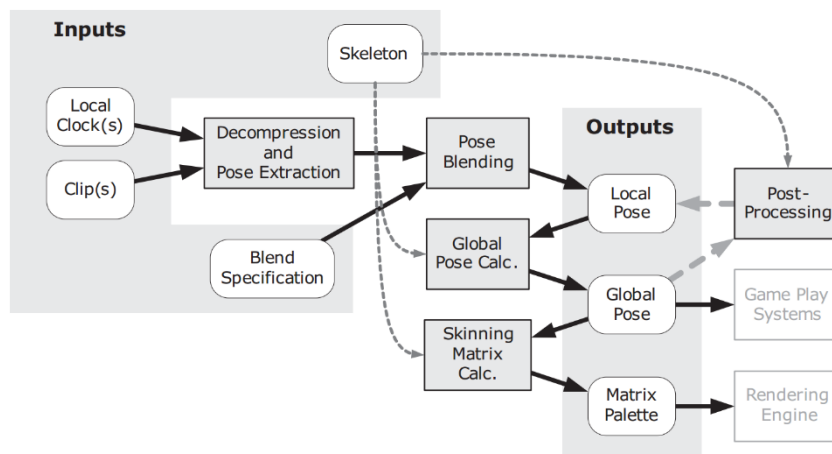 Inputs
Skeleton
Local
Clock(s)
Clip(s)
Decompression
and
Pose Extraction
Blend
Specification
Pose
Blending
Global
Pose Calc.
Skinning
Matrix
Calc.
Outputs
Local
Pose
Global
Pose
Matrix
Palette
Post-
Processing
Game Play
Systems
Rendering
Engine